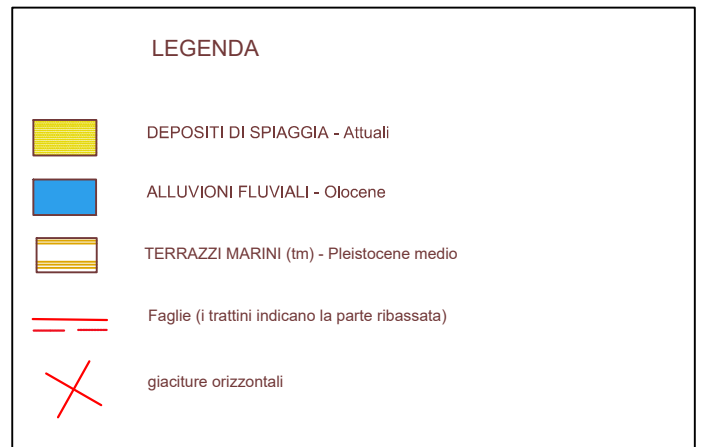 LEGENDA
DEPOSITI DI SPIAGGIA - Attuali
ALLUVIONI FLUVIALI - Olocene
TERRAZZI MARINI (tm) - Pleistocene medio
Faglie (i trattini indicano la parte ribassata)
giaciture orizzontali